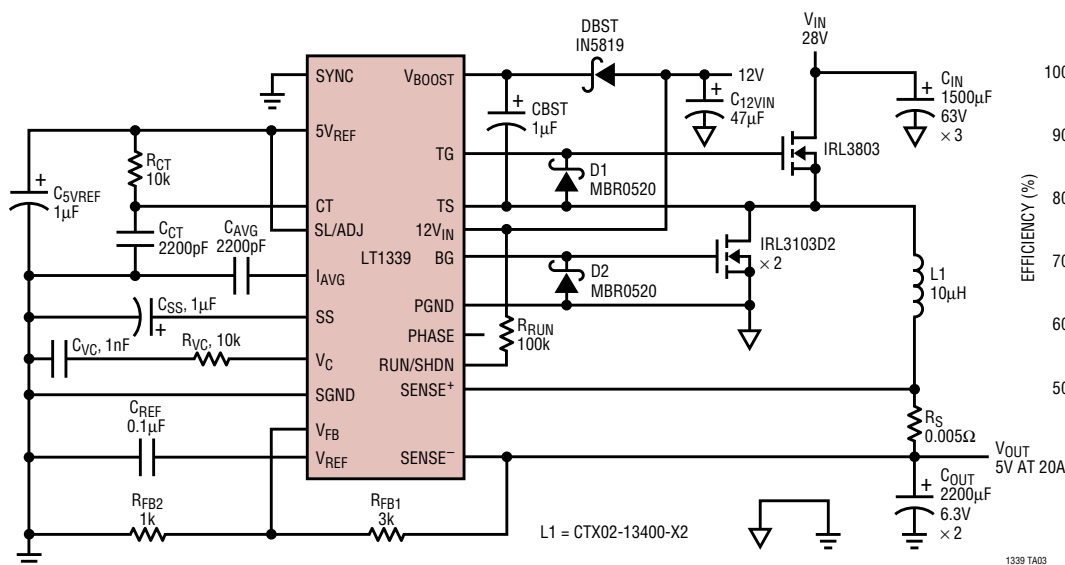 DBST
IN5819
V_IN
28V
SYNC
V_BOOST
12V
C_IN
1500µF
63V
× 3
+
CBST
1µF
+
C_12VIN
47µF
+
5V_REF
R_CT
10k
TG
IRL3803
D1
MBR0520
+
C_5VREF
1µF
CT
TS
C_CT
2200pF
C_AVG
2200pF
SL/ADJ
12V_IN
IRL3103D2
× 2
LT1339
BG
I_AVG
D2
MBR0520
L1
10µH
C_SS, 1µF
+
SS
PGND
R_RUN
100k
PHASE
C_VC, 1nF
R_VC, 10k
V_C
RUN/SHDN
SGND
SENSE+
C_REF
0.1µF
V_FB
R_S
0.005Ω
V_REF
SENSE−
V_OUT
5V AT 20A
+
C_OUT
2200µF
6.3V
× 2
R_FB2
1k
R_FB1
3k
L1 = CTX02-13400-X2
1339 TA03
EFFICIENCY (%)
100
90
80
70
60
50